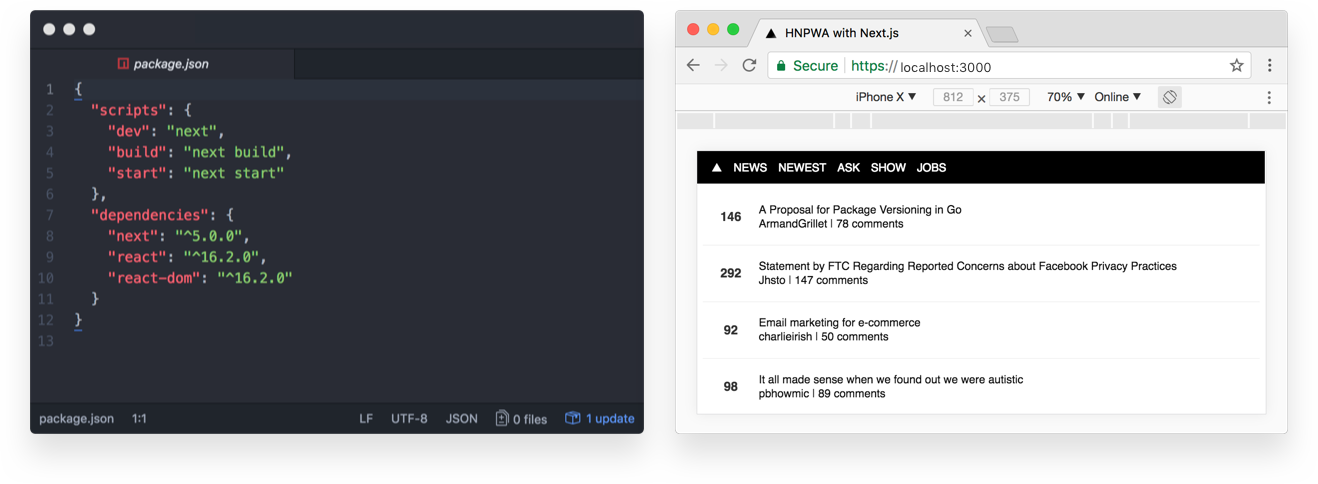 package.json
1 {
2 "scripts": {
3 "dev": "next",
4 "build": "next build",
5 "start": "next start"
6 },
7 "dependencies": {
8 "next": "^5.0.0",
9 "react": "^16.2.0",
10 "react-dom": "^16.2.0"
11 }
12 }
13
package.json 1:1 LF UTF-8 JSON 0 files 1 update
HNPWA with Next.js
Secure https://localhost:3000
iPhone X 812 × 375 70% Online
NEWS NEWEST ASK SHOW JOBS
146 A Proposal for Package Versioning in Go
ArmandGrillet | 78 comments
292 Statement by FTC Regarding Reported Concerns about Facebook Privacy Practices
Jhsto | 147 comments
92 Email marketing for e-commerce
charlieirish | 50 comments
98 It all made sense when we found out we were autistic
pbhowmic | 89 comments